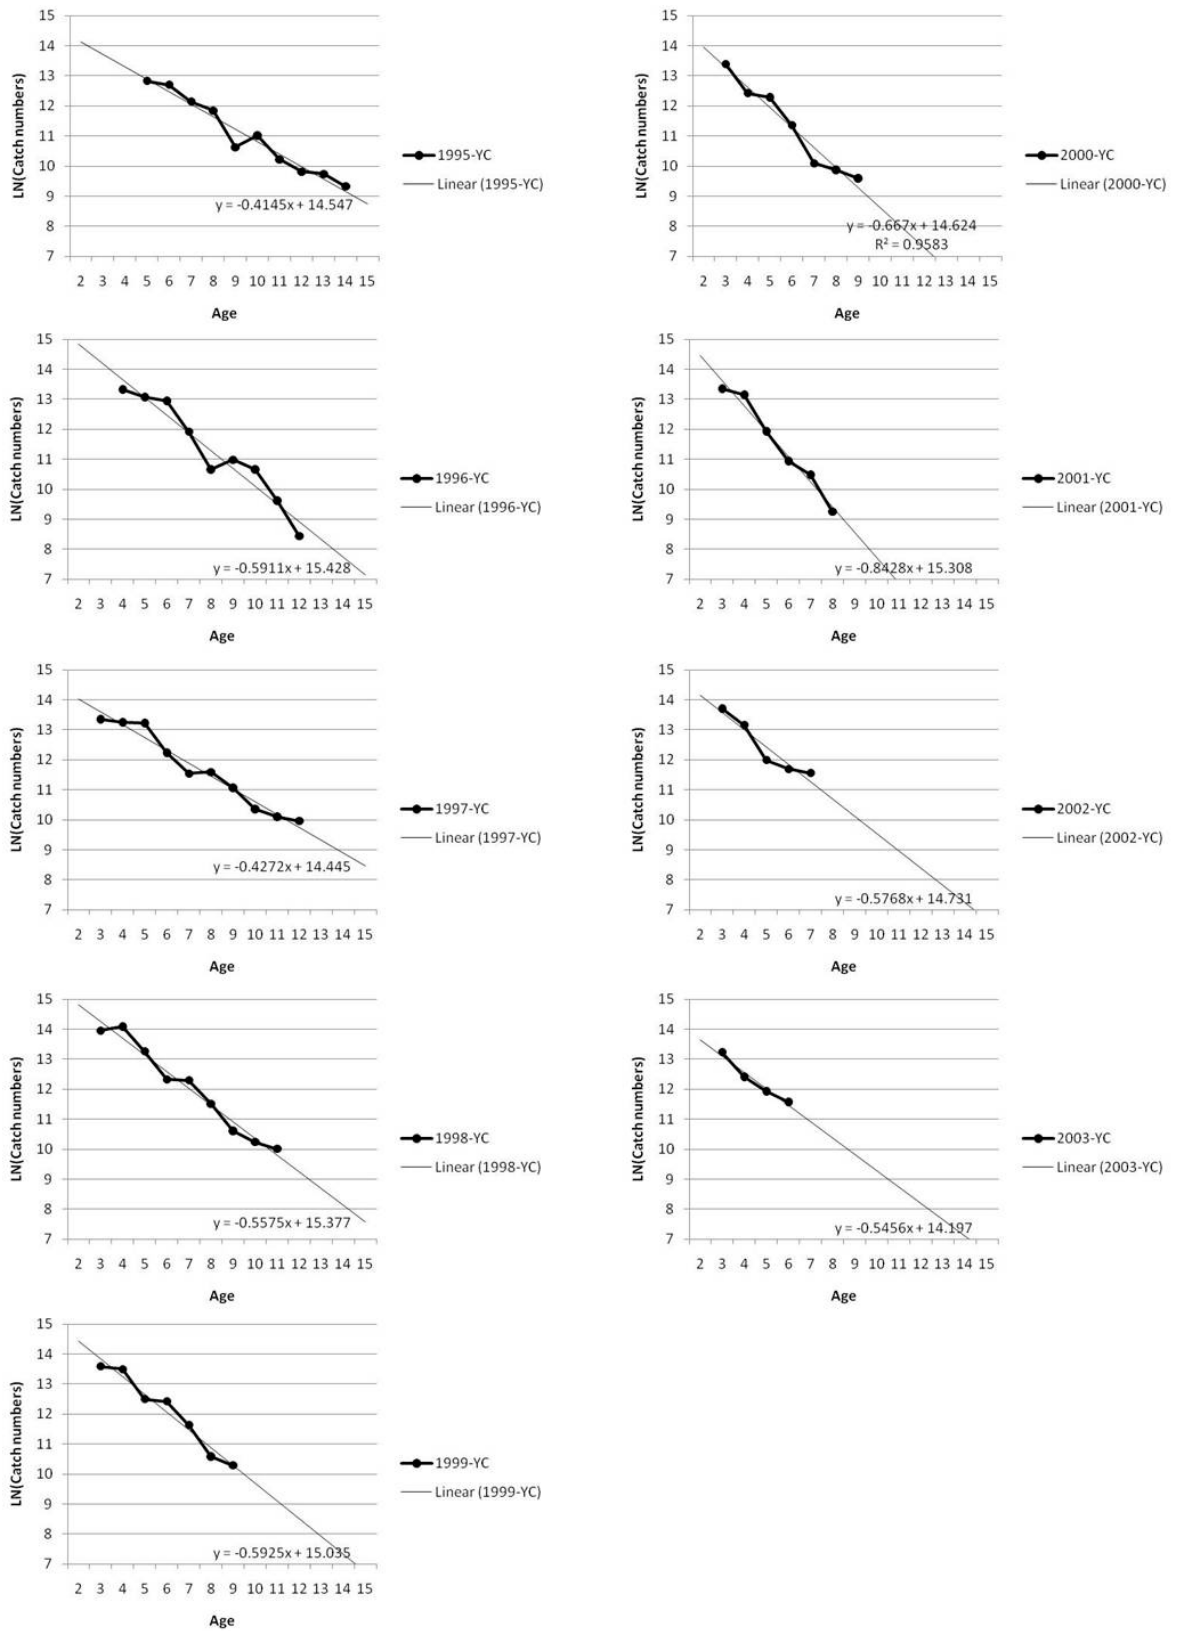 LN(Catch numbers)
15
14
13
12
11
10
9
8
7
y = -0.4145x + 14.547
2 3 4 5 6 7 8 9 10 11 12 13 14 15
Age
1995-YC
Linear (1995-YC)
LN(Catch numbers)
15
14
13
12
11
10
9
8
7
y = -0.667x + 14.624
R² = 0.9583
2 3 4 5 6 7 8 9 10 11 12 13 14 15
Age
2000-YC
Linear (2000-YC)
LN(Catch numbers)
15
14
13
12
11
10
9
8
7
y = -0.5911x + 15.428
2 3 4 5 6 7 8 9 10 11 12 13 14 15
Age
1996-YC
Linear (1996-YC)
LN(Catch numbers)
15
14
13
12
11
10
9
8
7
y = -0.8428x + 15.308
2 3 4 5 6 7 8 9 10 11 12 13 14 15
Age
2001-YC
Linear (2001-YC)
LN(Catch numbers)
15
14
13
12
11
10
9
8
7
y = -0.4272x + 14.445
2 3 4 5 6 7 8 9 10 11 12 13 14 15
Age
1997-YC
Linear (1997-YC)
LN(Catch numbers)
15
14
13
12
11
10
9
8
7
y = -0.5768x + 14.731
2 3 4 5 6 7 8 9 10 11 12 13 14 15
Age
2002-YC
Linear (2002-YC)
LN(Catch numbers)
15
14
13
12
11
10
9
8
7
y = -0.5575x + 15.377
2 3 4 5 6 7 8 9 10 11 12 13 14 15
Age
1998-YC
Linear (1998-YC)
LN(Catch numbers)
15
14
13
12
11
10
9
8
7
y = -0.5456x + 14.197
2 3 4 5 6 7 8 9 10 11 12 13 14 15
Age
2003-YC
Linear (2003-YC)
LN(Catch numbers)
15
14
13
12
11
10
9
8
7
y = -0.5925x + 15.035
2 3 4 5 6 7 8 9 10 11 12 13 14 15
Age
1999-YC
Linear (1999-YC)